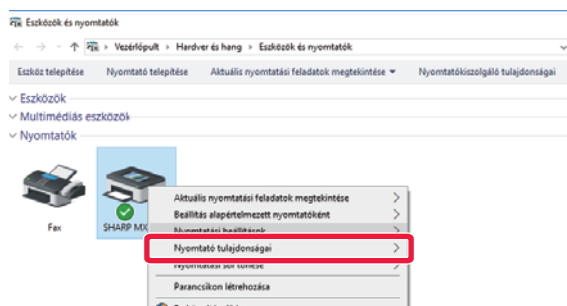 Eszközök és nyomtatók
Vezérlőpult › Hardver és hang › Eszközök és nyomtatók
Eszköz telepítése Nyomtató telepítése Aktuális nyomtatási feladatok megtekintése Nyomtatókiszolgáló tulajdonságai
Eszközök
Multimédiás eszközök
Nyomtatók
Fax
SHARP MX
Aktuális nyomtatási feladatok megtekintése
Beállítás alapértelmezett nyomtatóként
Nyomtatási beállítások
Nyomtató tulajdonságai
Nyomtatási sor törlése
Parancsikon létrehozása